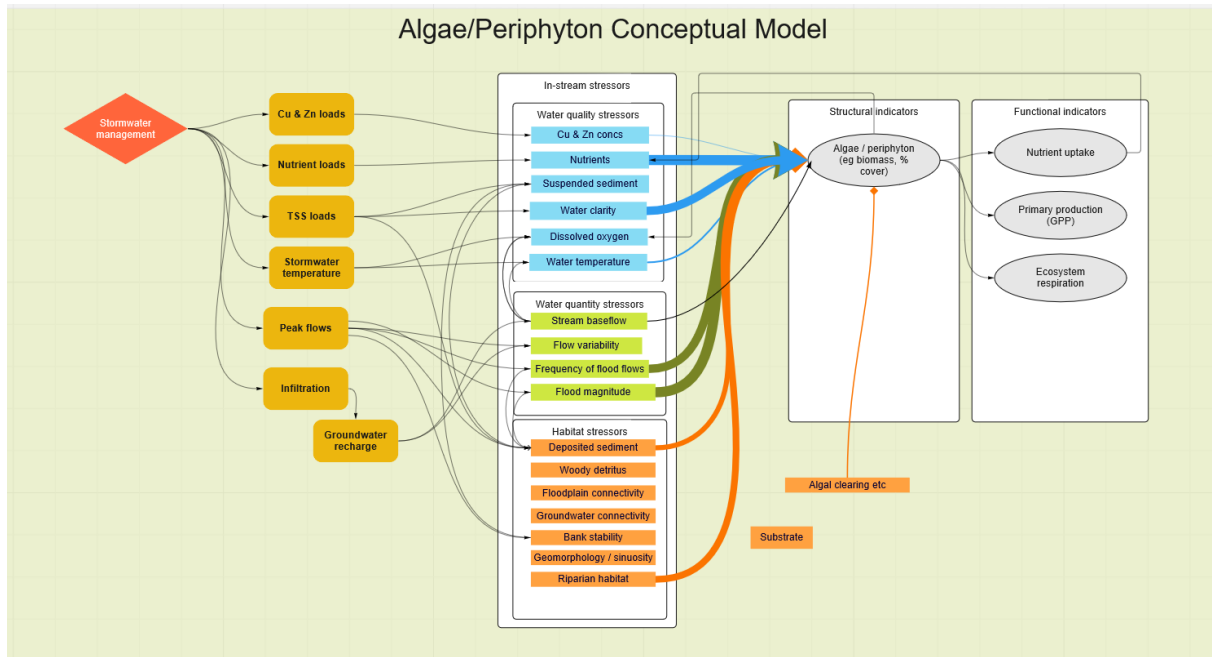 Algae/Periphyton Conceptual Model
Stormwater
management
Cu & Zn loads
Nutrient loads
TSS loads
Stormwater
temperature
Peak flows
Infiltration
Groundwater
recharge
In-stream stressors
Water quality stressors
Cu & Zn concs
Nutrients
Suspended sediment
Water clarity
Dissolved oxygen
Water temperature
Water quantity stressors
Stream baseflow
Flow variability
Frequency of flood flows
Flood magnitude
Habitat stressors
Deposited sediment
Woody detritus
Floodplain connectivity
Groundwater connectivity
Bank stability
Geomorphology / sinuosity
Riparian habitat
Structural indicators
Algae / periphyton
(eg biomass, %
cover)
Algal clearing etc
Substrate
Functional indicators
Nutrient uptake
Primary production
(GPP)
Ecosystem
respiration